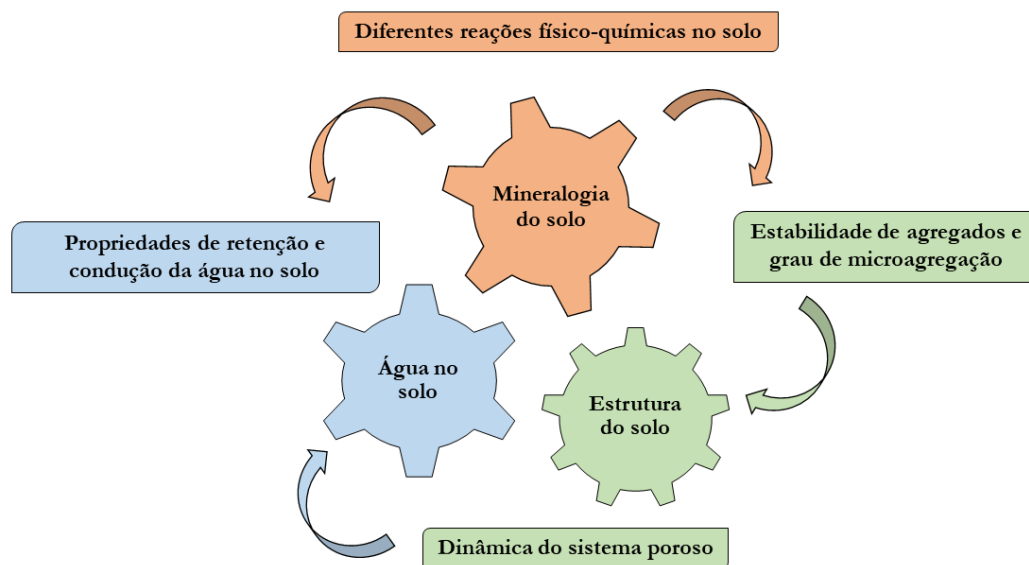 Diferentes reações físico-químicas no solo
Mineralogia
do solo
Propriedades de retenção e
condução da água no solo
Estabilidade de agregados e
grau de microagregação
Água no
solo
Estrutura
do solo
Dinâmica do sistema poroso